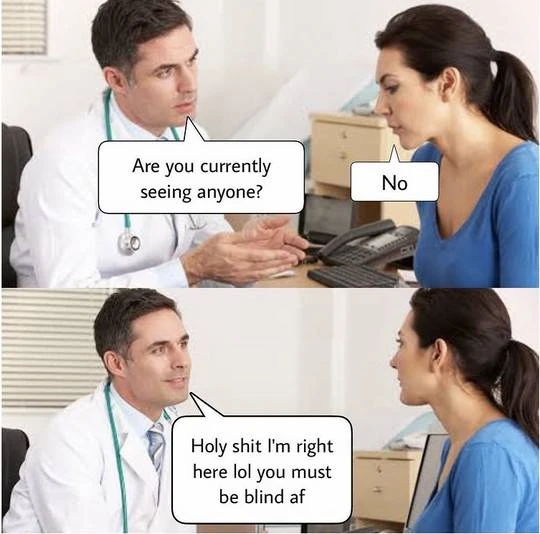 Are you currently
seeing anyone?
No
Holy shit I'm right
here lol you must
be blind af